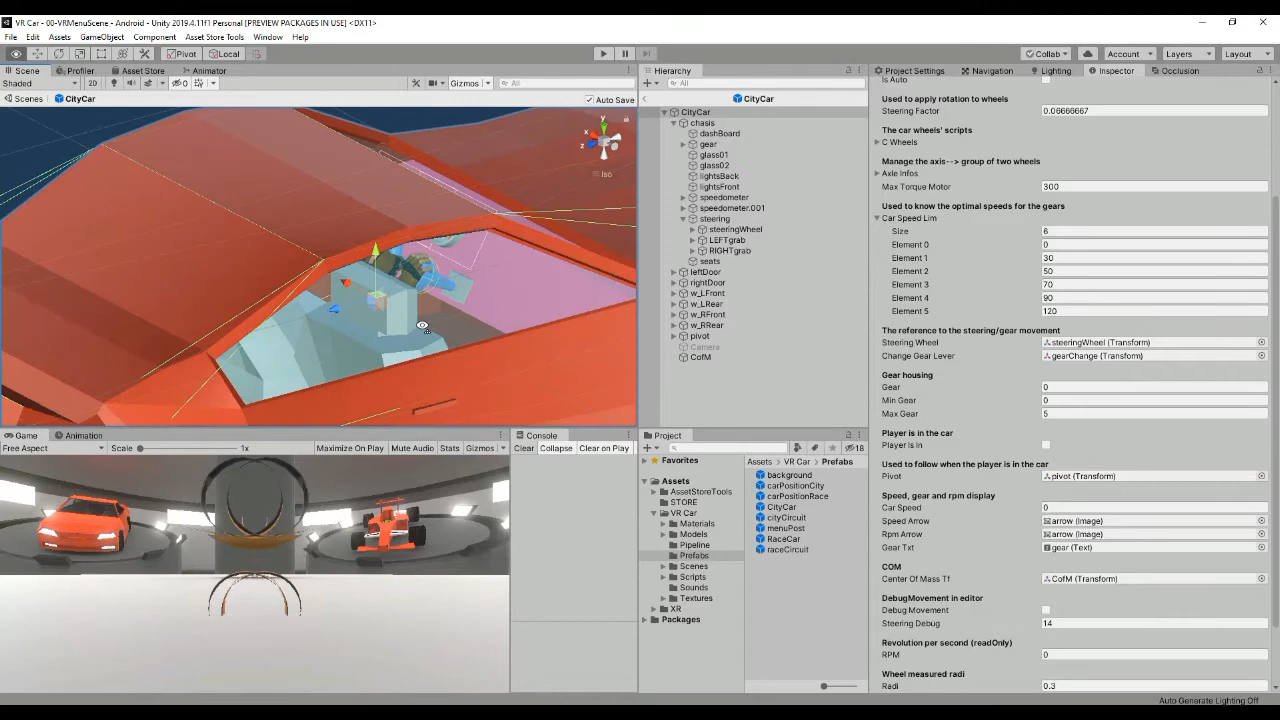 VR Car - 00-VRMenuScene - Android - Unity 2019.4.11f1 Personal [PREVIEW PACKAGES IN USE] <DX11>
File Edit Assets GameObject Component Asset Store Tools Window Help
Pivot Local Collab Account Layers Layout
Scene Profiler Asset Store Animator
Shaded 2D 0 Gizmos All
Scenes CityCar Auto Save
y
x
z
Iso
Hierarchy
All
CityCar
CityCar
chasis
dashBoard
gear
glass01
glass02
lightsBack
lightsFront
speedometer
speedometer.001
steering
steeringWheel
LEFTgrab
RIGHTgrab
seats
leftDoor
rightDoor
w_LFront
w_LRear
w_RFront
w_RRear
pivot
Camera
CofM
Project Settings Navigation Lighting Inspector Occlusion
Is Auto
Used to apply rotation to wheels
Steering Factor 0.06666667
The car wheels' scripts
C Wheels
Manage the axis--> group of two wheels
Axle Infos
Max Torque Motor 300
Used to know the optimal speeds for the gears
Car Speed Lim
Size 6
Element 0 0
Element 1 30
Element 2 50
Element 3 70
Element 4 90
Element 5 120
The reference to the steering/gear movement
Steering Wheel steeringWheel (Transform)
Change Gear Lever gearChange (Transform)
Gear housing
Gear 0
Min Gear 0
Max Gear 5
Player is in the car
Player Is In
Used to follow when the player is in the car
Pivot pivot (Transform)
Speed, gear and rpm display
Car Speed 0
Speed Arrow arrow (Image)
Rpm Arrow arrow (Image)
Gear Txt gear (Text)
COM
Center Of Mass Tf CofM (Transform)
DebugMovement in editor
Debug Movement
Steering Debug 14
Revolution per second (readOnly)
RPM 0
Wheel measured radi
Radi 0.3
Game Animation
Free Aspect Scale 1x Maximize On Play Mute Audio Stats Gizmos
Console
Clear Collapse Clear on Play
Project
18
Favorites
Assets
AssetStoreTools
STORE
VR Car
Materials
Models
Pipeline
Prefabs
Scenes
Scripts
Sounds
Textures
XR
Packages
Assets VR Car Prefabs
background
carPositionCity
carPositionRace
CityCar
cityCircuit
menuPost
RaceCar
raceCircuit
Auto Generate Lighting Off